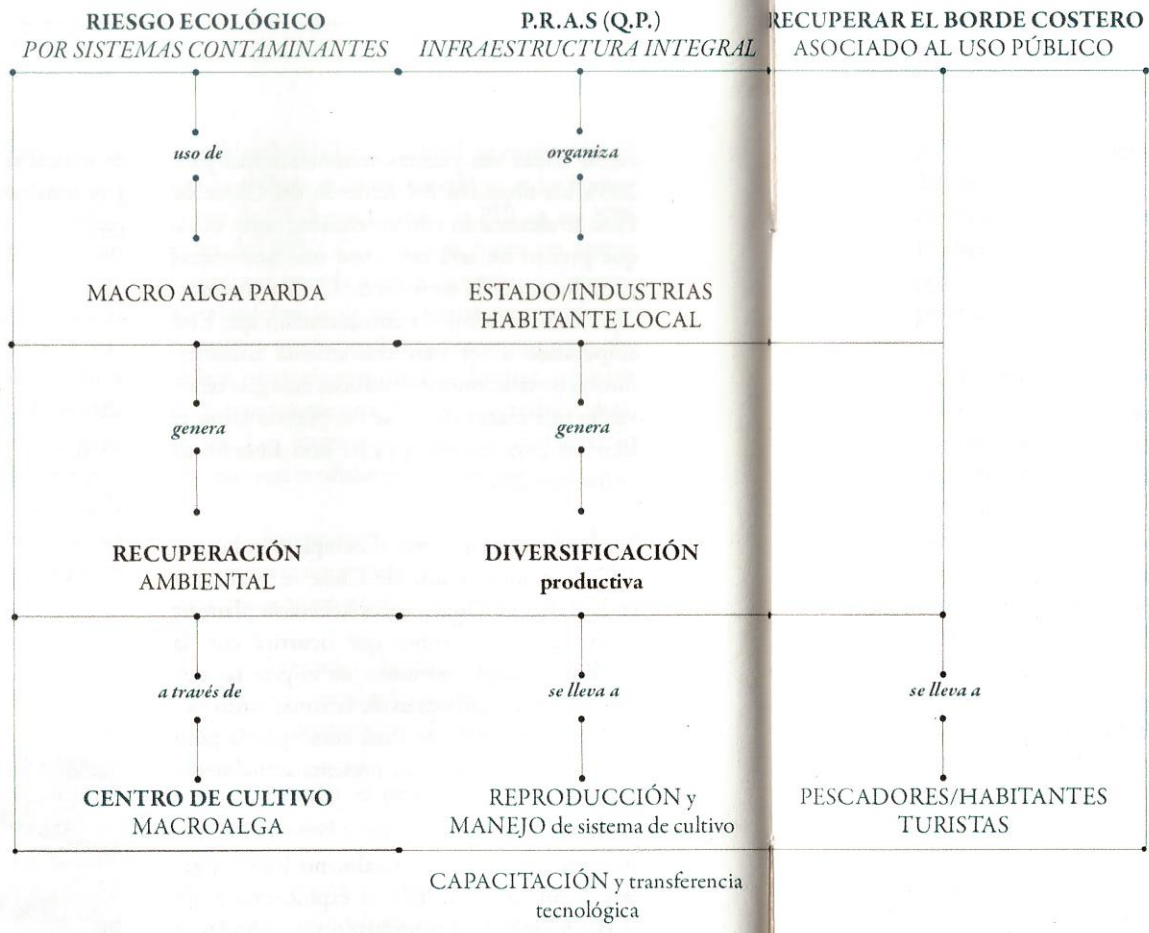 RIESGO ECOLÓGICO
POR SISTEMAS CONTAMINANTES
P.R.A.S (Q.P.)
INFRAESTRUCTURA INTEGRAL
RECUPERAR EL BORDE COSTERO
ASOCIADO AL USO PÚBLICO
uso de
organiza
MACRO ALGA PARDA
ESTADO/INDUSTRIAS
HABITANTE LOCAL
genera
genera
RECUPERACIÓN
AMBIENTAL
DIVERSIFICACIÓN
productiva
a través de
se lleva a
se lleva a
CENTRO DE CULTIVO
MACROALGA
REPRODUCCIÓN y
MANEJO de sistema de cultivo
PESCADORES/HABITANTES
TURISTAS
CAPACITACIÓN y transferencia
tecnológica